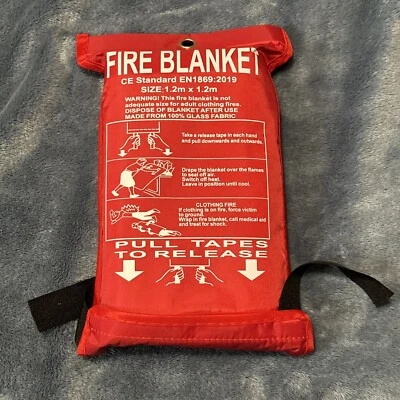 FIRE BLANKET
CE Standard EN1869:2019
SIZE:1.2m x 1.2m
WARNING! This fire blanket is not
adequate size for adult clothing fires.
DISPOSE OF BLANKET AFTER USE
MADE FROM 100% GLASS FABRIC
Take a release tape in each hand
and pull downwards and outwards.
Drape the blanket over the flames
to seal off air.
Switch off heat.
Leave in position until cool.
CLOTHING FIRE
If clothing is on fire, force victim
to ground.
Wrap in fire blanket, call medical aid
and treat for shock.
PULL TAPES
TO RELEASE